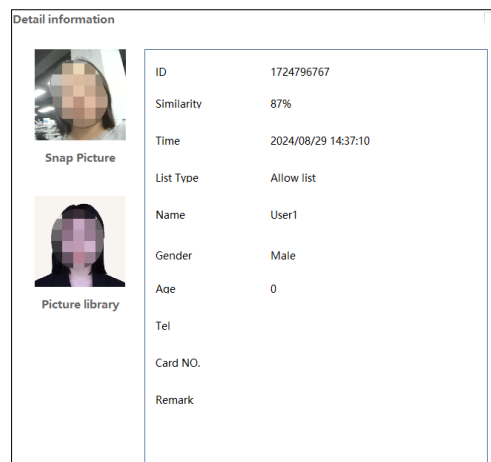 Detail information
Snap Picture
Picture library
ID 1724796767
Similarity 87%
Time 2024/08/29 14:37:10
List Type Allow list
Name User1
Gender Male
Age 0
Tel
Card NO.
Remark